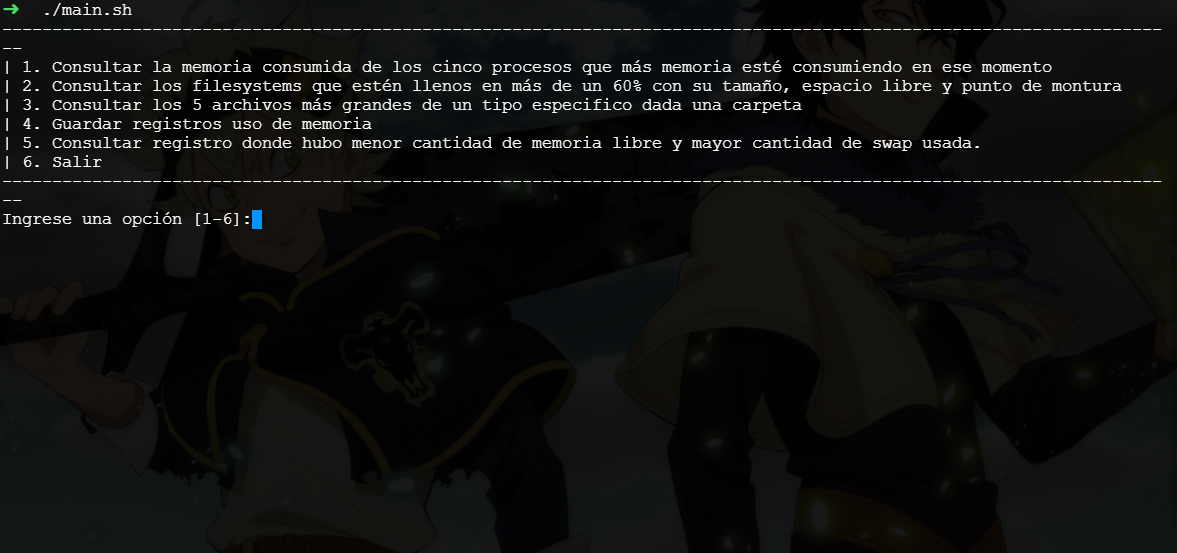 ➜ ./main.sh
--------------------------------------------------------------------------------------------------------------------
--
| 1. Consultar la memoria consumida de los cinco procesos que más memoria esté consumiendo en ese momento
| 2. Consultar los filesystems que estén llenos en más de un 60% con su tamaño, espacio libre y punto de montura
| 3. Consultar los 5 archivos más grandes de un tipo especifico dada una carpeta
| 4. Guardar registros uso de memoria
| 5. Consultar registro donde hubo menor cantidad de memoria libre y mayor cantidad de swap usada.
| 6. Salir
--------------------------------------------------------------------------------------------------------------------
--
Ingrese una opción [1-6]: